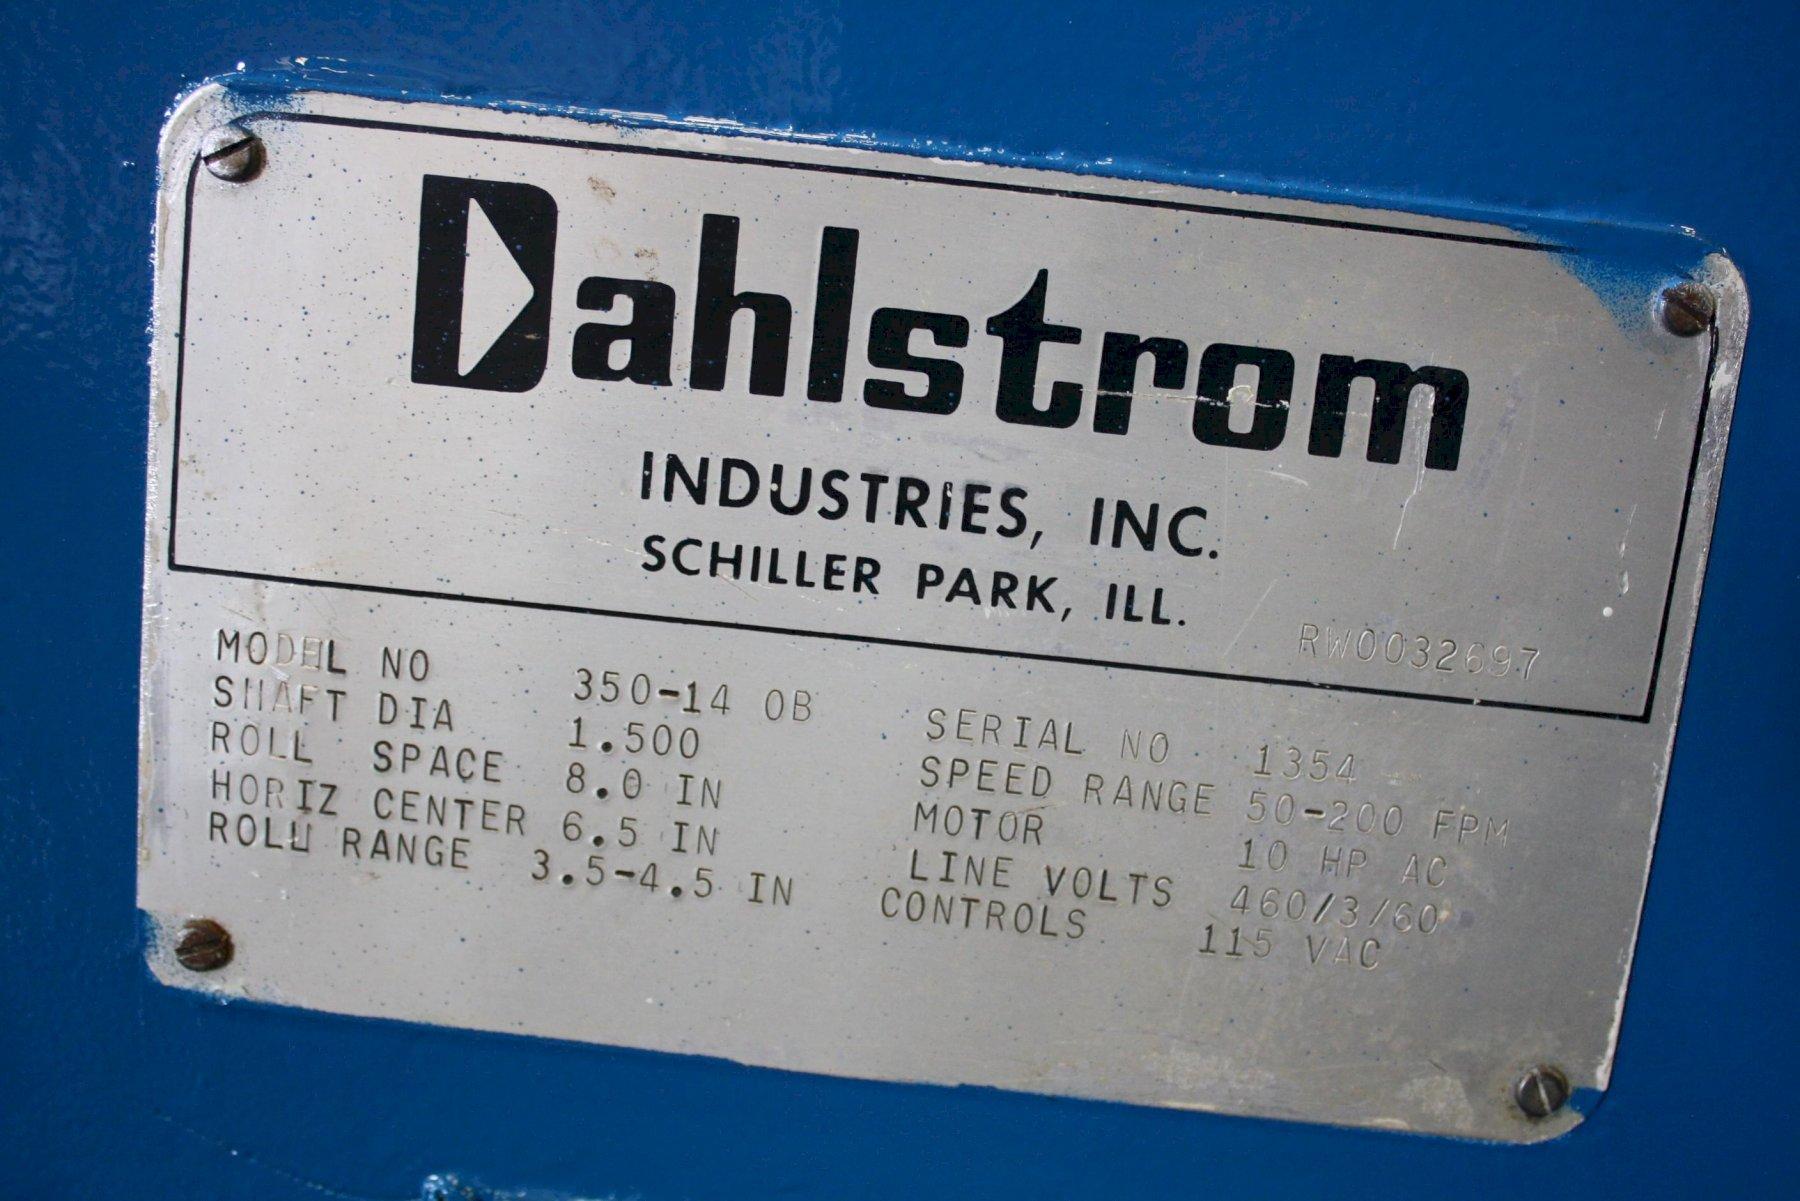 Dahlstrom
INDUSTRIES, INC.
SCHILLER PARK, ILL.
RW0032697
MODEL NO 350-14 OB
SHAFT DIA 1.500
ROLL SPACE 8.0 IN
HORIZ CENTER 6.5 IN
ROLL RANGE 3.5-4.5 IN
SERIAL NO 1354
SPEED RANGE 50-200 FPM
MOTOR 10 HP AC
LINE VOLTS 460/3/60
CONTROLS 115 VAC